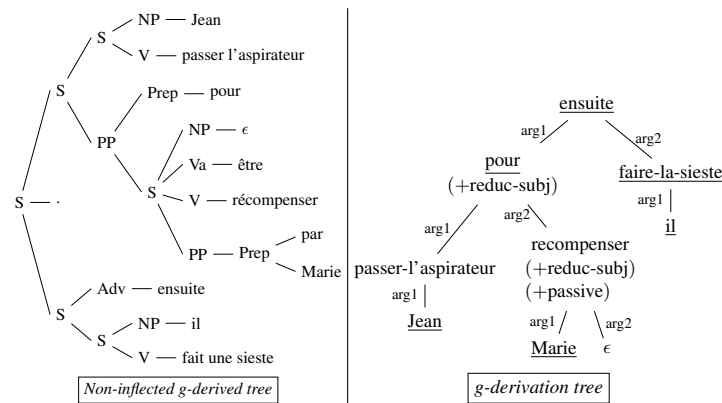 NP — Jean
S
V — passer l'aspirateur
S
Prep — pour
PP
NP — ϵ
Va — être
S
V — récompenser
S — .
par
PP — Prep
Marie
Adv — ensuite
S
NP — il
S
V — fait une sieste
Non-inflected g-derived tree
ensuite
arg1
arg2
pour
(+reduc-subj)
faire-la-sieste
arg1
il
arg1
arg2
passer-l'aspirateur
arg1
Jean
recompenser
(+reduc-subj)
(+passive)
arg1
arg2
Marie
ϵ
g-derivation tree